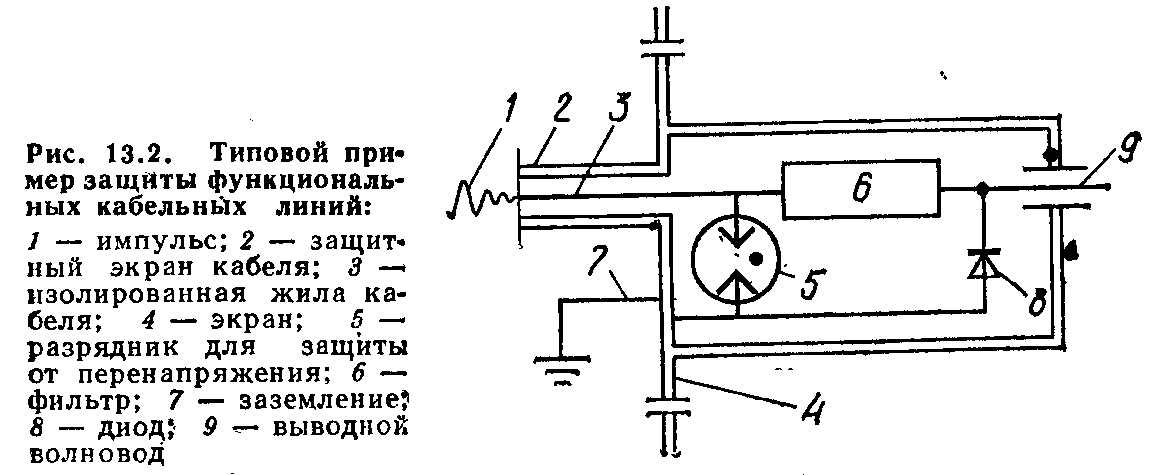 Рис. 13.2. Типовой при-
мер защиты функциональ-
ных кабельных линий:
1 — импульс; 2 — защит-
ный экран кабеля; 3 —
изолированная жила ка-
беля; 4 — экран; 5 —
разрядник для защиты
от перенапряжения; 6 —
фильтр; 7 — заземление;
8 — диод; 9 — выводной
волновод
1
2
3
9
6
7
5
8
4